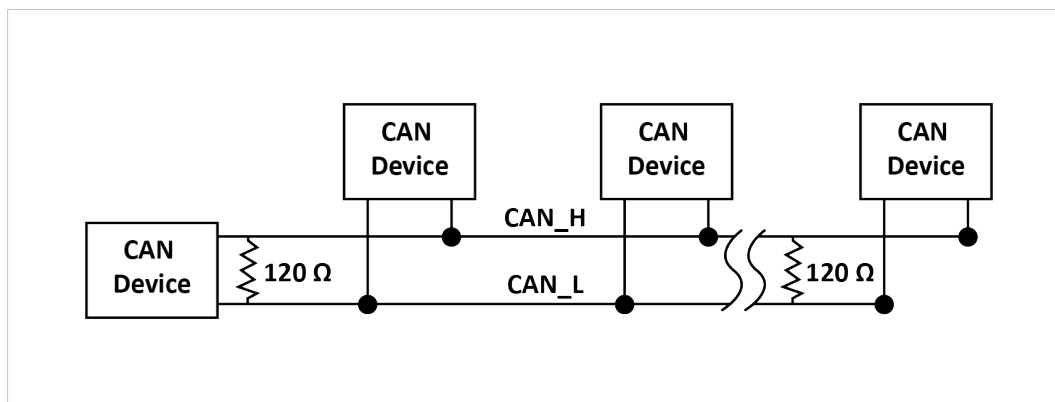 CAN
Device
CAN
Device
CAN
Device
CAN_H
CAN
Device
120 Ω
120 Ω
CAN_L